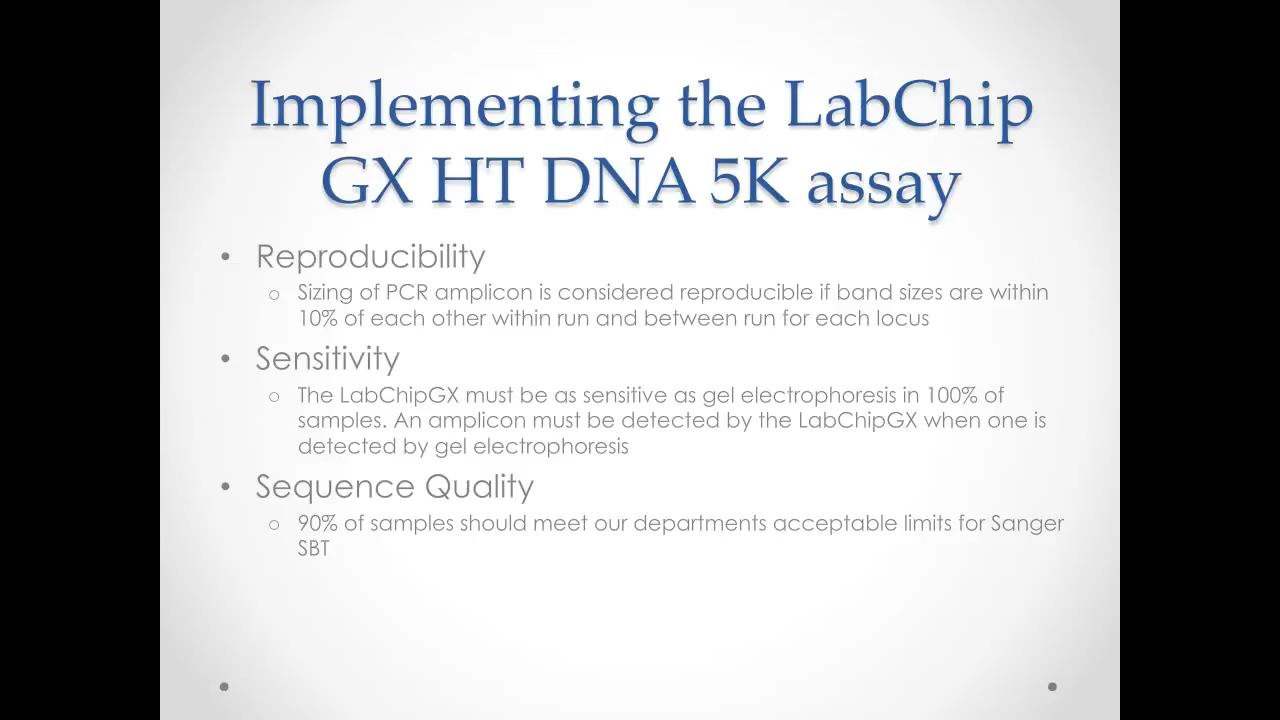 Implementing the LabChip
GX HT DNA 5K assay
• Reproducibility
○ Sizing of PCR amplicon is considered reproducible if band sizes are within
10% of each other within run and between run for each locus
• Sensitivity
○ The LabChipGX must be as sensitive as gel electrophoresis in 100% of
samples. An amplicon must be detected by the LabChipGX when one is
detected by gel electrophoresis
• Sequence Quality
○ 90% of samples should meet our departments acceptable limits for Sanger
SBT